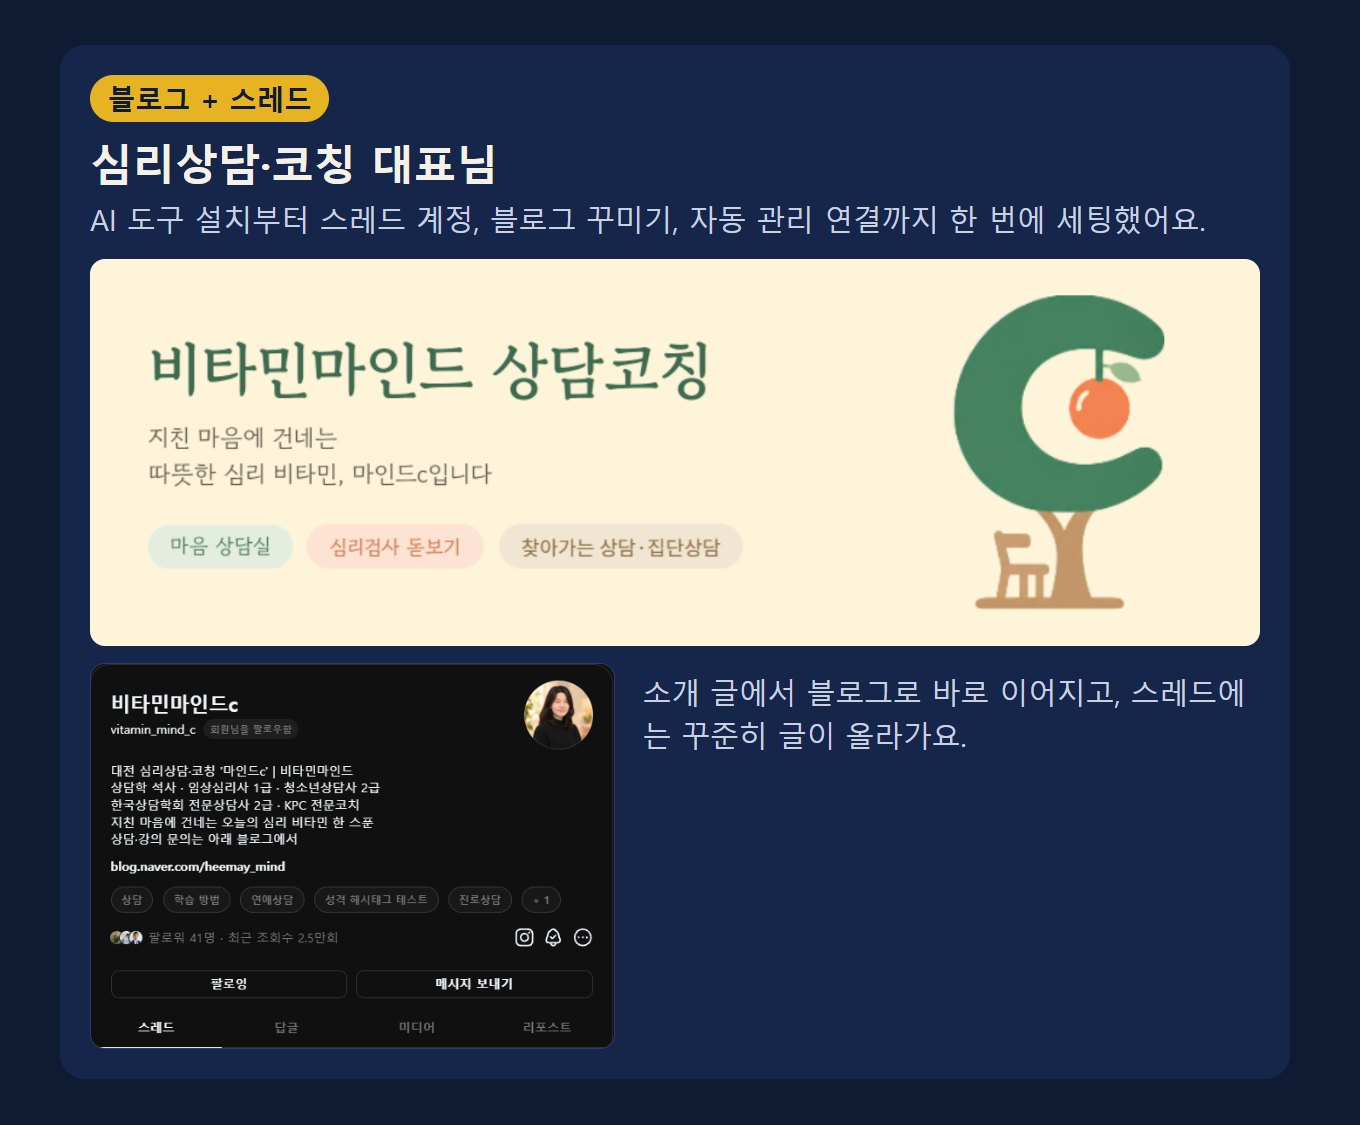 블로그 + 스레드
심리상담·코칭 대표님
AI 도구 설치부터 스레드 계정, 블로그 꾸미기, 자동 관리 연결까지 한 번에 세팅했어요.
비타민마인드 상담코칭
지친 마음에 건네는
따뜻한 심리 비타민, 마인드c입니다
마음 상담실
심리검사 돋보기
찾아가는 상담·집단상담
비타민마인드c
vitamin_mind_c 회원님을 팔로우함
대전 심리상담·코칭 '마인드c' | 비타민마인드
상담학 석사 · 임상심리사 1급 · 청소년상담사 2급
한국상담학회 전문상담사 2급 · KPC 전문코치
지친 마음에 건네는 오늘의 심리 비타민 한 스푼
상담·강의 문의는 아래 블로그에서
blog.naver.com/heemay_mind
상담 학습 방법 연애상담 성격 해시태그 테스트 진로상담 + 1
팔로워 41명 · 최근 조회수 2.5만회
팔로잉 메시지 보내기
스레드 답글 미디어 리포스트
소개 글에서 블로그로 바로 이어지고, 스레드에
는 꾸준히 글이 올라가요.